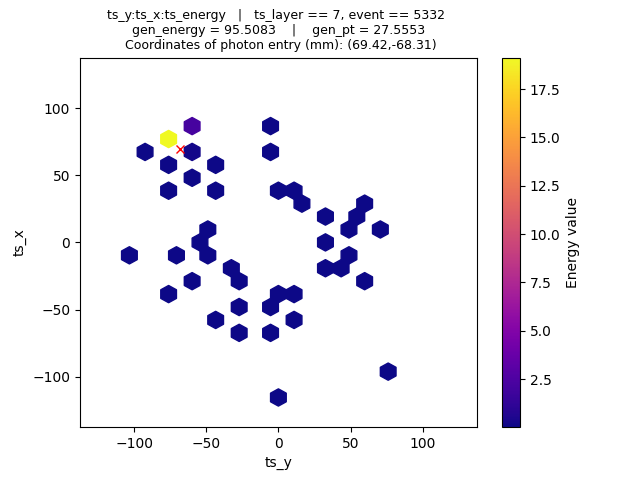 ts_y:ts_x:ts_energy   |   ts_layer == 7, event == 5332
gen_energy = 95.5083    |    gen_pt = 27.5553
Coordinates of photon entry (mm): (69.42,-68.31)
100
50
0
−50
−100
ts_x
−100
−50
0
50
100
ts_y
17.5
15.0
12.5
10.0
7.5
5.0
2.5
Energy value